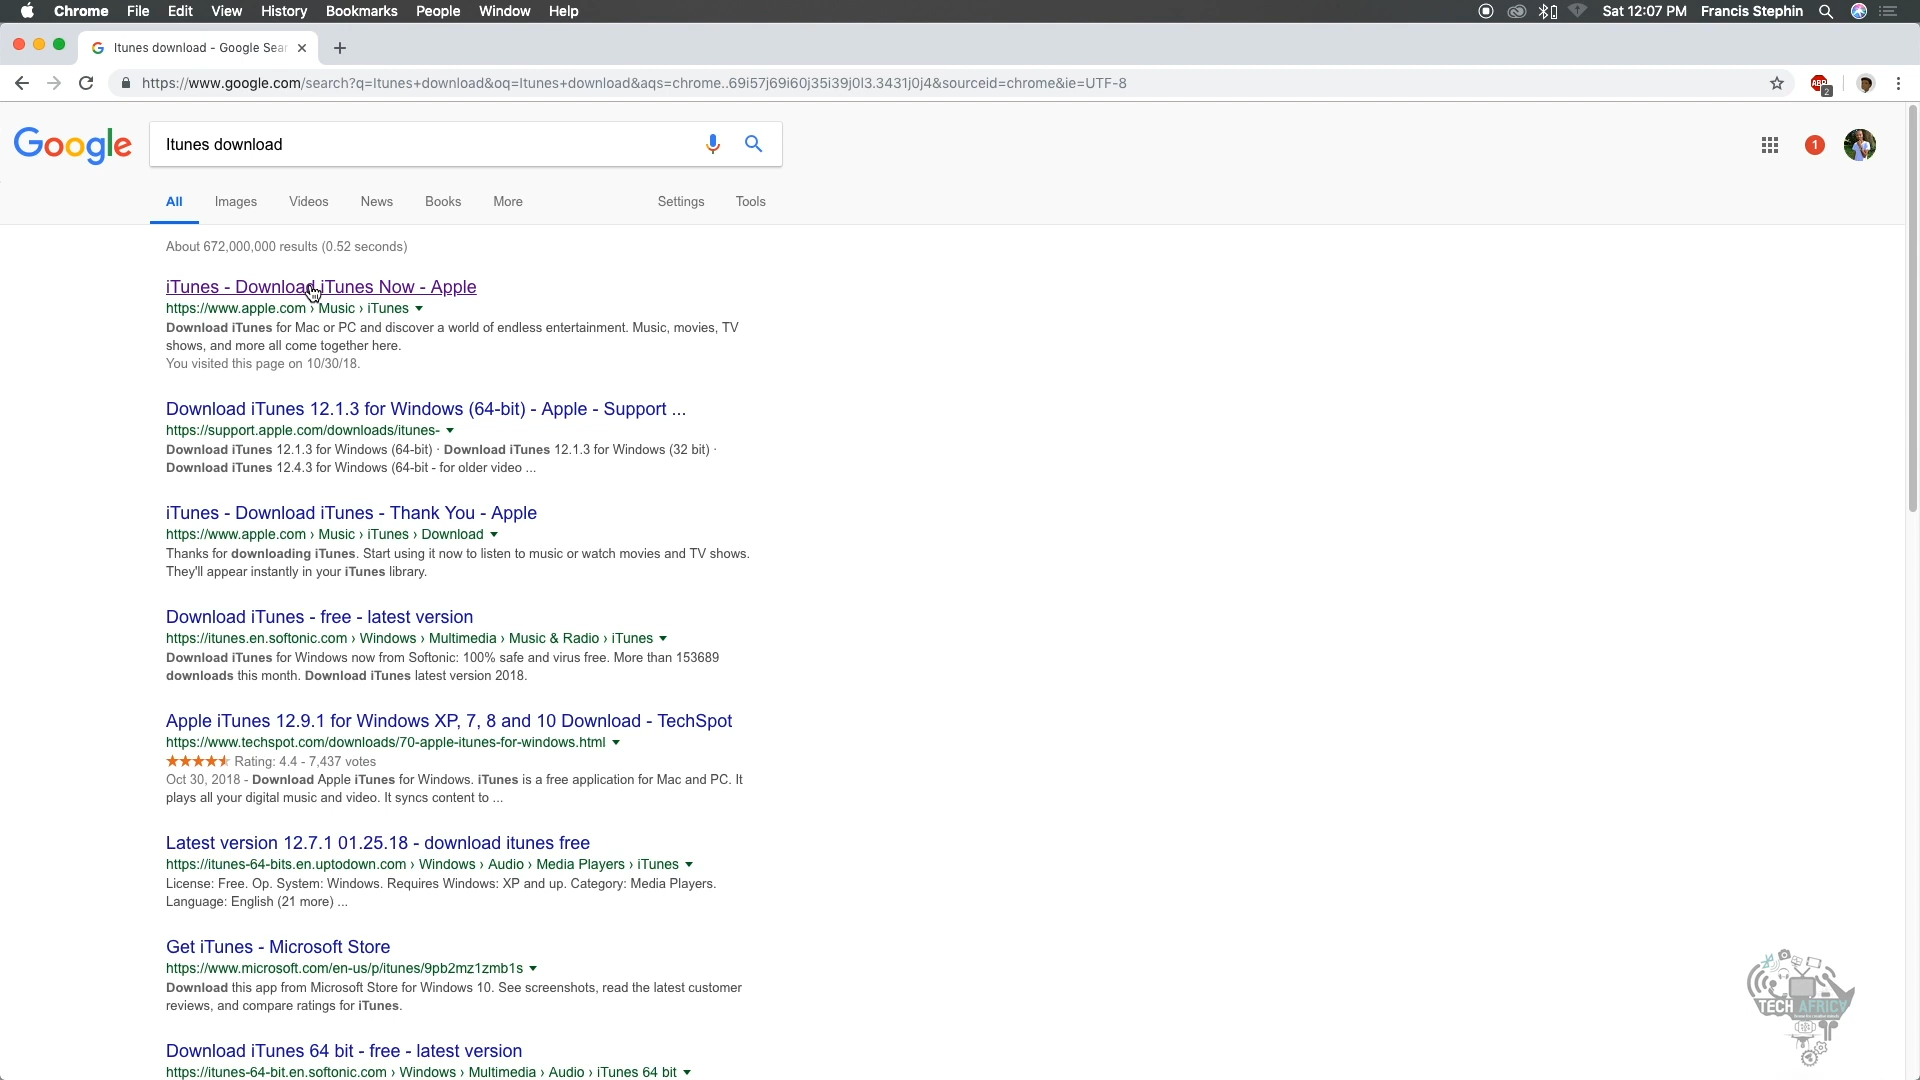 Chrome File Edit View History Bookmarks People Window Help Sat 12:07 PM Francis Stephin
Itunes download - Google Sear
https://www.google.com/search?q=Itunes+download&oq=Itunes+download&aqs=chrome..69i57j69i60j35i39j0l3.3431j0j4&sourceid=chrome&ie=UTF-8
ABP 2
Google Itunes download 1
All Images Videos News Books More Settings Tools
About 672,000,000 results (0.52 seconds)
iTunes - Download iTunes Now - Apple
https://www.apple.com › Music › iTunes
Download iTunes for Mac or PC and discover a world of endless entertainment. Music, movies, TV
shows, and more all come together here.
You visited this page on 10/30/18.
Download iTunes 12.1.3 for Windows (64-bit) - Apple - Support ...
https://support.apple.com/downloads/itunes-
Download iTunes 12.1.3 for Windows (64-bit) · Download iTunes 12.1.3 for Windows (32 bit) ·
Download iTunes 12.4.3 for Windows (64-bit - for older video ...
iTunes - Download iTunes - Thank You - Apple
https://www.apple.com › Music › iTunes › Download
Thanks for downloading iTunes. Start using it now to listen to music or watch movies and TV shows.
They'll appear instantly in your iTunes library.
Download iTunes - free - latest version
https://itunes.en.softonic.com › Windows › Multimedia › Music & Radio › iTunes
Download iTunes for Windows now from Softonic: 100% safe and virus free. More than 153689
downloads this month. Download iTunes latest version 2018.
Apple iTunes 12.9.1 for Windows XP, 7, 8 and 10 Download - TechSpot
https://www.techspot.com/downloads/70-apple-itunes-for-windows.html
Rating: 4.4 - 7,437 votes
Oct 30, 2018 - Download Apple iTunes for Windows. iTunes is a free application for Mac and PC. It
plays all your digital music and video. It syncs content to ...
Latest version 12.7.1 01.25.18 - download itunes free
https://itunes-64-bits.en.uptodown.com › Windows › Audio › Media Players › iTunes
License: Free. Op. System: Windows. Requires Windows: XP and up. Category: Media Players.
Language: English (21 more) ...
Get iTunes - Microsoft Store
https://www.microsoft.com/en-us/p/itunes/9pb2mz1zmb1s
Download this app from Microsoft Store for Windows 10. See screenshots, read the latest customer
reviews, and compare ratings for iTunes.
TECH AFRICA
Download iTunes 64 bit - free - latest version
https://itunes-64-bit.en.softonic.com › Windows › Multimedia › Audio › iTunes 64 bit